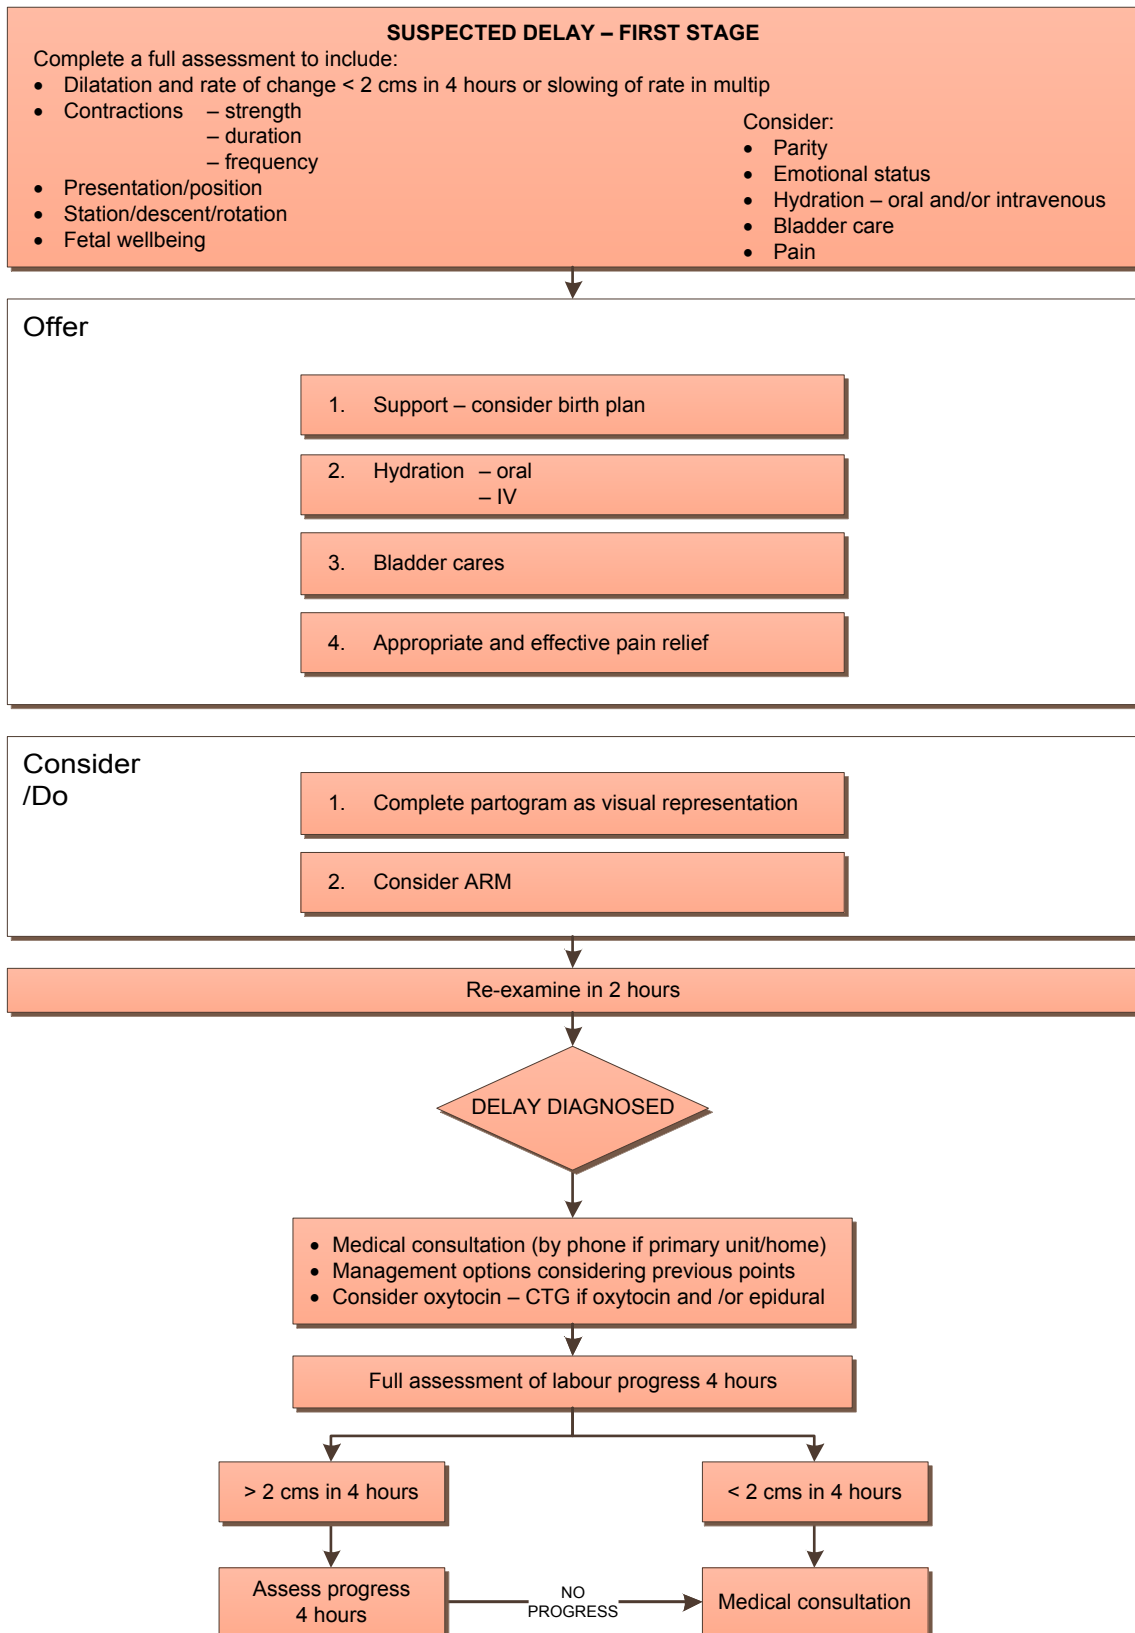 SUSPECTED DELAY – FIRST STAGE
Complete a full assessment to include:
• Dilatation and rate of change < 2 cms in 4 hours or slowing of rate in multip
• Contractions – strength
– duration
– frequency
• Presentation/position
• Station/descent/rotation
• Fetal wellbeing
Consider:
• Parity
• Emotional status
• Hydration – oral and/or intravenous
• Bladder care
• Pain
Offer
1. Support – consider birth plan
2. Hydration – oral
– IV
3. Bladder cares
4. Appropriate and effective pain relief
Consider
/Do
1. Complete partogram as visual representation
2. Consider ARM
Re-examine in 2 hours
DELAY DIAGNOSED
• Medical consultation (by phone if primary unit/home)
• Management options considering previous points
• Consider oxytocin – CTG if oxytocin and /or epidural
Full assessment of labour progress 4 hours
> 2 cms in 4 hours
< 2 cms in 4 hours
Assess progress
4 hours
NO
PROGRESS
Medical consultation